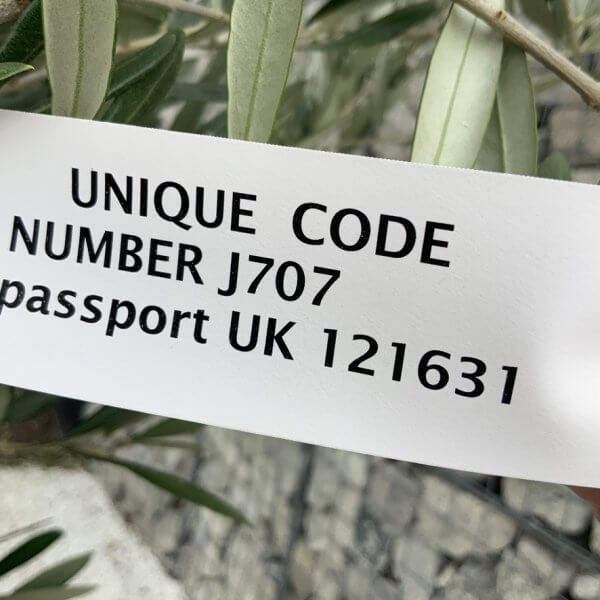 UNIQUE CODE
NUMBER J707
passport UK 121631